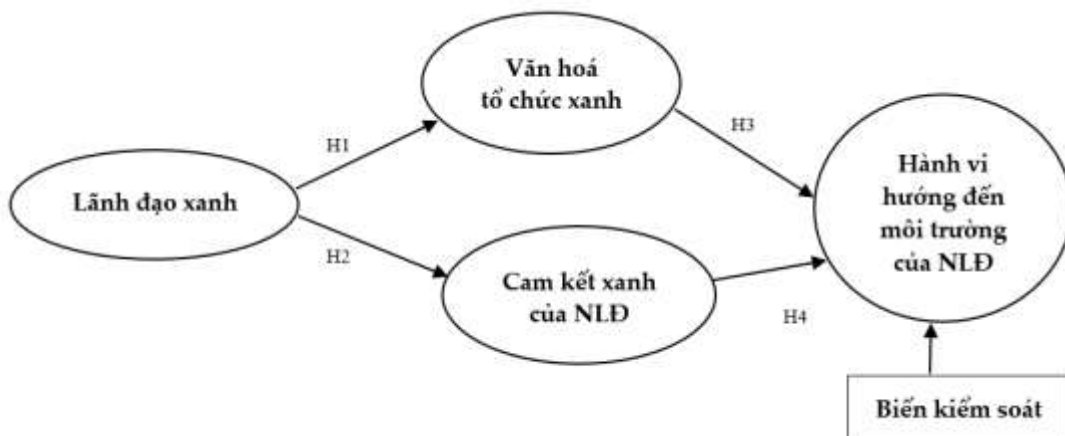 Văn hoá
tổ chức xanh
H1
H3
Lãnh đạo xanh
Hành vi
hướng đến
môi trường
của NLĐ
H2
Cam kết xanh
của NLĐ
H4
Biến kiểm soát